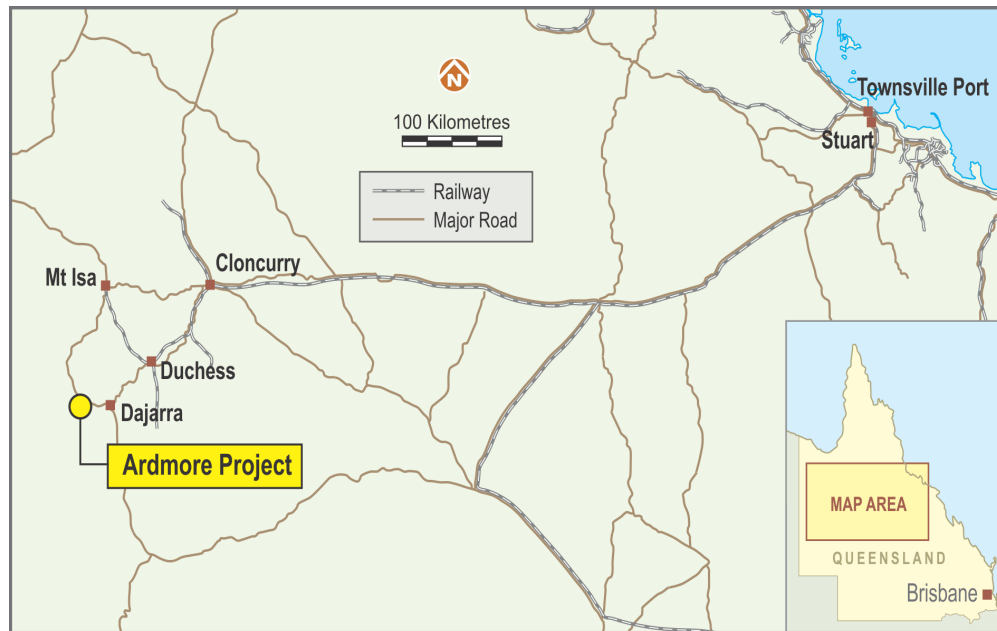 N
100 Kilometres
Railway
Major Road
Townsville Port
Stuart
Mt Isa
Cloncurry
Duchess
Dajarra
Ardmore Project
MAP AREA
QUEENSLAND
Brisbane